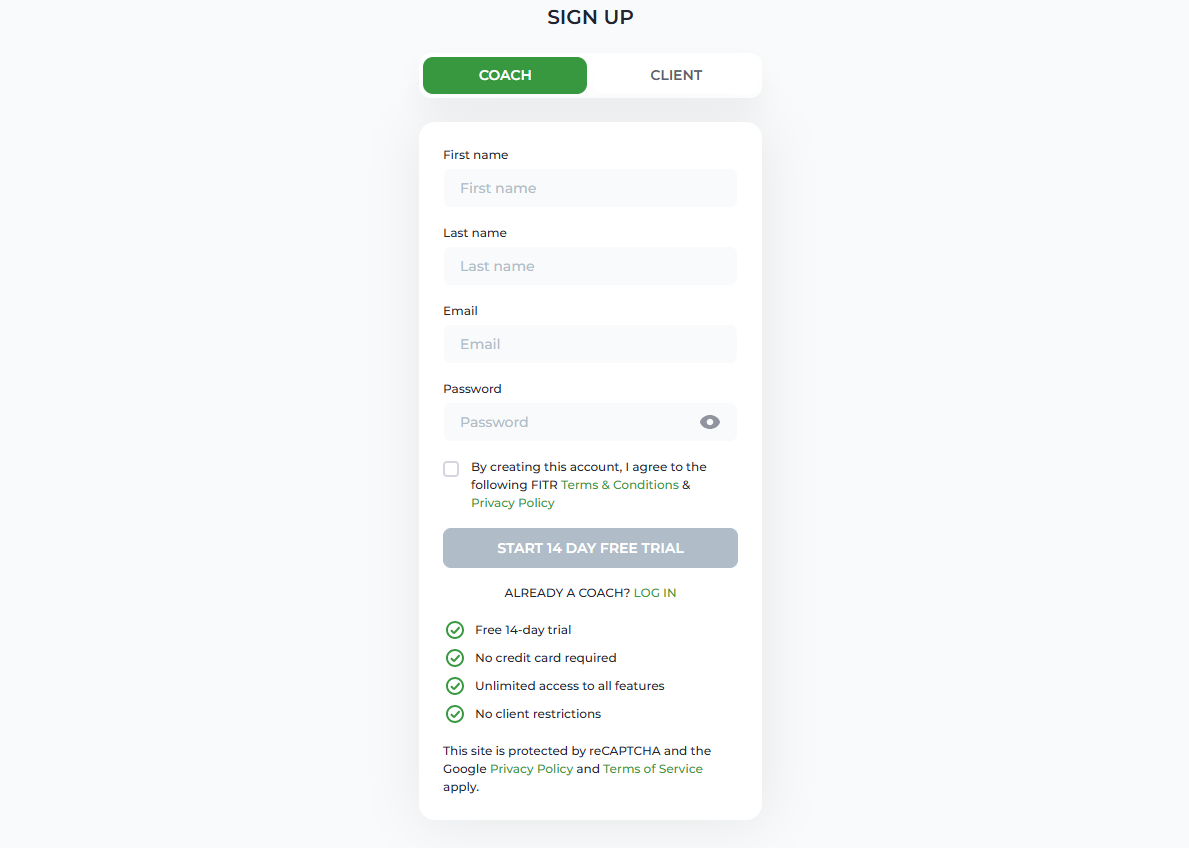 SIGN UP
COACH
CLIENT
First name
First name
Last name
Last name
Email
Email
Password
Password
By creating this account, I agree to the
following FITR Terms & Conditions &
Privacy Policy
START 14 DAY FREE TRIAL
ALREADY A COACH? LOG IN
Free 14-day trial
No credit card required
Unlimited access to all features
No client restrictions
This site is protected by reCAPTCHA and the
Google Privacy Policy and Terms of Service
apply.